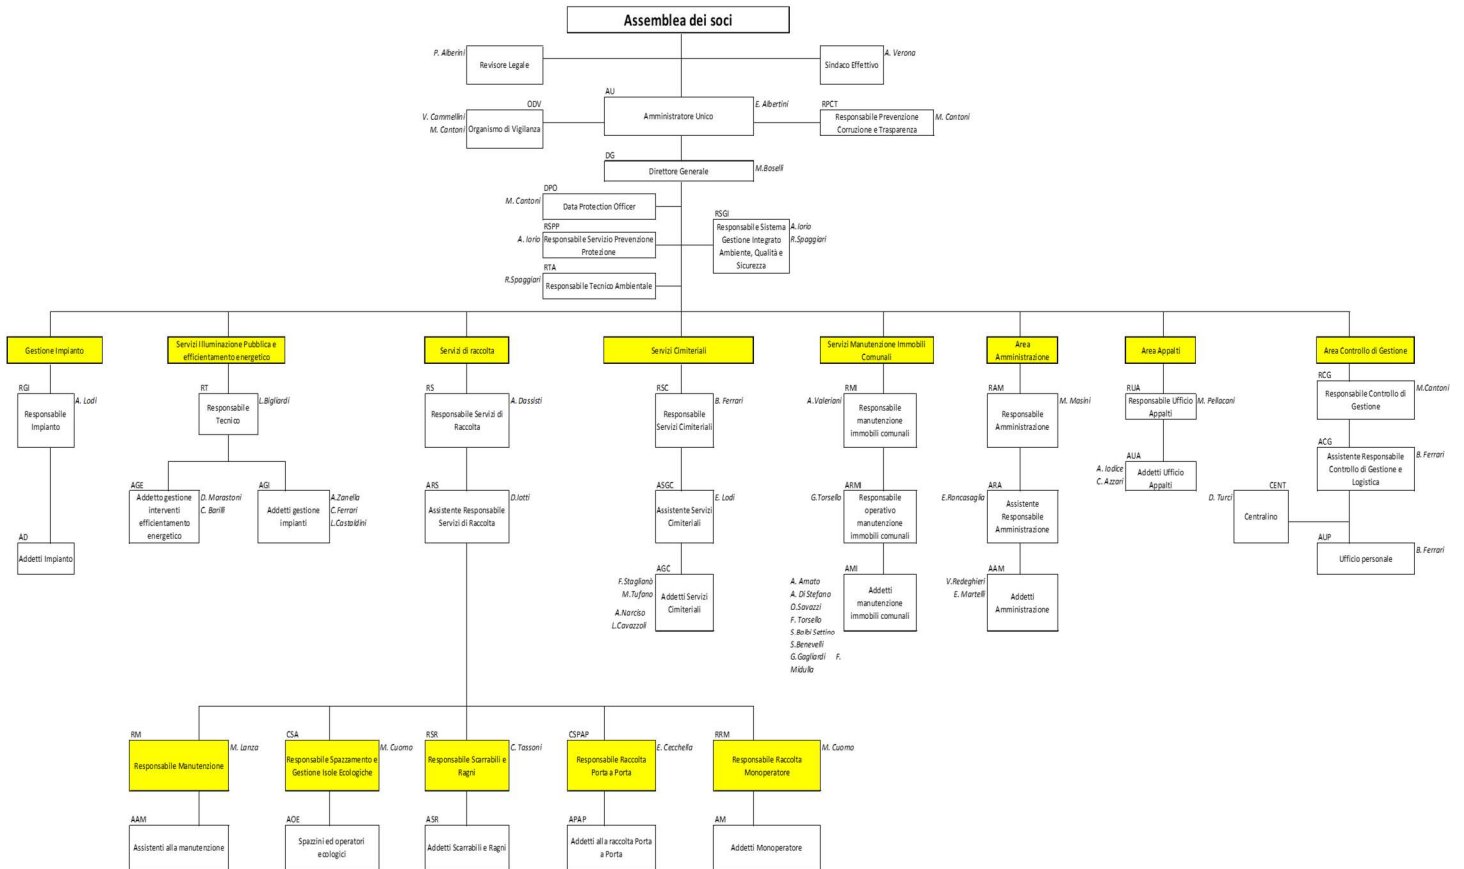 Assemblea dei soci
P. Alberini
Revisore Legale
A. Verona
Sindaco Effettivo
AU
Amministratore Unico
E. Albertini
ODV
V. Cammellini
M. Cantoni
Organismo di Vigilanza
RPCT
Responsabile Prevenzione
Corruzione e Trasparenza
M. Cantoni
DG
Direttore Generale
M.Boselli
DPO
M. Cantoni
Data Protection Officer
RSPP
A. Iorio
Responsabile Servizio Prevenzione
Protezione
RSGI
Responsabile Sistema
Gestione Integrato
Ambiente, Qualità e
Sicurezza
A.Iorio
R.Spaggiari
RTA
R.Spaggiari
Responsabile Tecnico Ambientale
Gestione Impianto
RGI
Responsabile
Impianto
A. Lodi
AD
Addetti Impianto
Servizi Illuminazione Pubblica e
efficientamento energetico
RT
Responsabile
Tecnico
L.Bigliardi
AGE
Addetto gestione
interventi
efficientamento
energetico
D. Marastoni
C. Barilli
AGI
Addetti gestione
impianti
A.Zanella
C.Ferrari
L.Castaldini
Servizi di raccolta
RS
Responsabile Servizi di
Raccolta
A. Dassisti
ARS
Assistente Responsabile
Servizi di Raccolta
D.Iotti
Servizi Cimiteriali
RSC
Responsabile
Servizi Cimiteriali
B. Ferrari
ASGC
Assistente Servizi
Cimiteriali
E. Lodi
AGC
Addetti Servizi
Cimiteriali
F.Staglianò
M.Tufano
A.Narciso
L.Cavazzoli
Servizi Manutenzione Immobili
Comunali
RMI
A.Valeriani
Responsabile
manutenzione
immobili comunali
ARMI
G.Torsello
Responsabile
operativo
manutenzione
immobili comunali
AMI
Addetti
manutenzione
immobili comunali
A. Amato
A. Di Stefano
O.Savazzi
F. Torsello
S.Balbi Settino
S.Benevelli
G.Gagliardi F.
Midulla
Area
Amministrazione
RAM
Responsabile
Amministrazione
M. Masini
ARA
E.Roncasaglia
Assistente
Responsabile
Amministrazione
AAM
V.Redeghieri
E. Martelli
Addetti
Amministrazione
Area Appalti
RUA
Responsabile Ufficio
Appalti
M. Pellacani
AUA
A. Iodice
C. Azzari
Addetti Ufficio
Appalti
Area Controllo di Gestione
RCG
Responsabile Controllo di
Gestione
M.Cantoni
ACG
Assistente Responsabile
Controllo di Gestione e
Logistica
B. Ferrari
CENT
D. Turci
Centralino
AUP
Ufficio personale
B. Ferrari
RM
Responsabile Manutenzione
M. Lanza
AAM
Assistenti alla manutenzione
CSA
Responsabile Spazzamento e
Gestione Isole Ecologiche
M. Cuomo
AOE
Spazzini ed operatori
ecologici
RSR
Responsabile Scarrabili e
Ragni
C. Tassoni
ASR
Addetti Scarrabili e Ragni
CSPAP
Responsabile Raccolta
Porta a Porta
E. Cecchella
APAP
Addetti alla raccolta Porta
a Porta
RRM
Responsabile Raccolta
Monoperatore
M. Cuomo
AM
Addetti Monoperatore